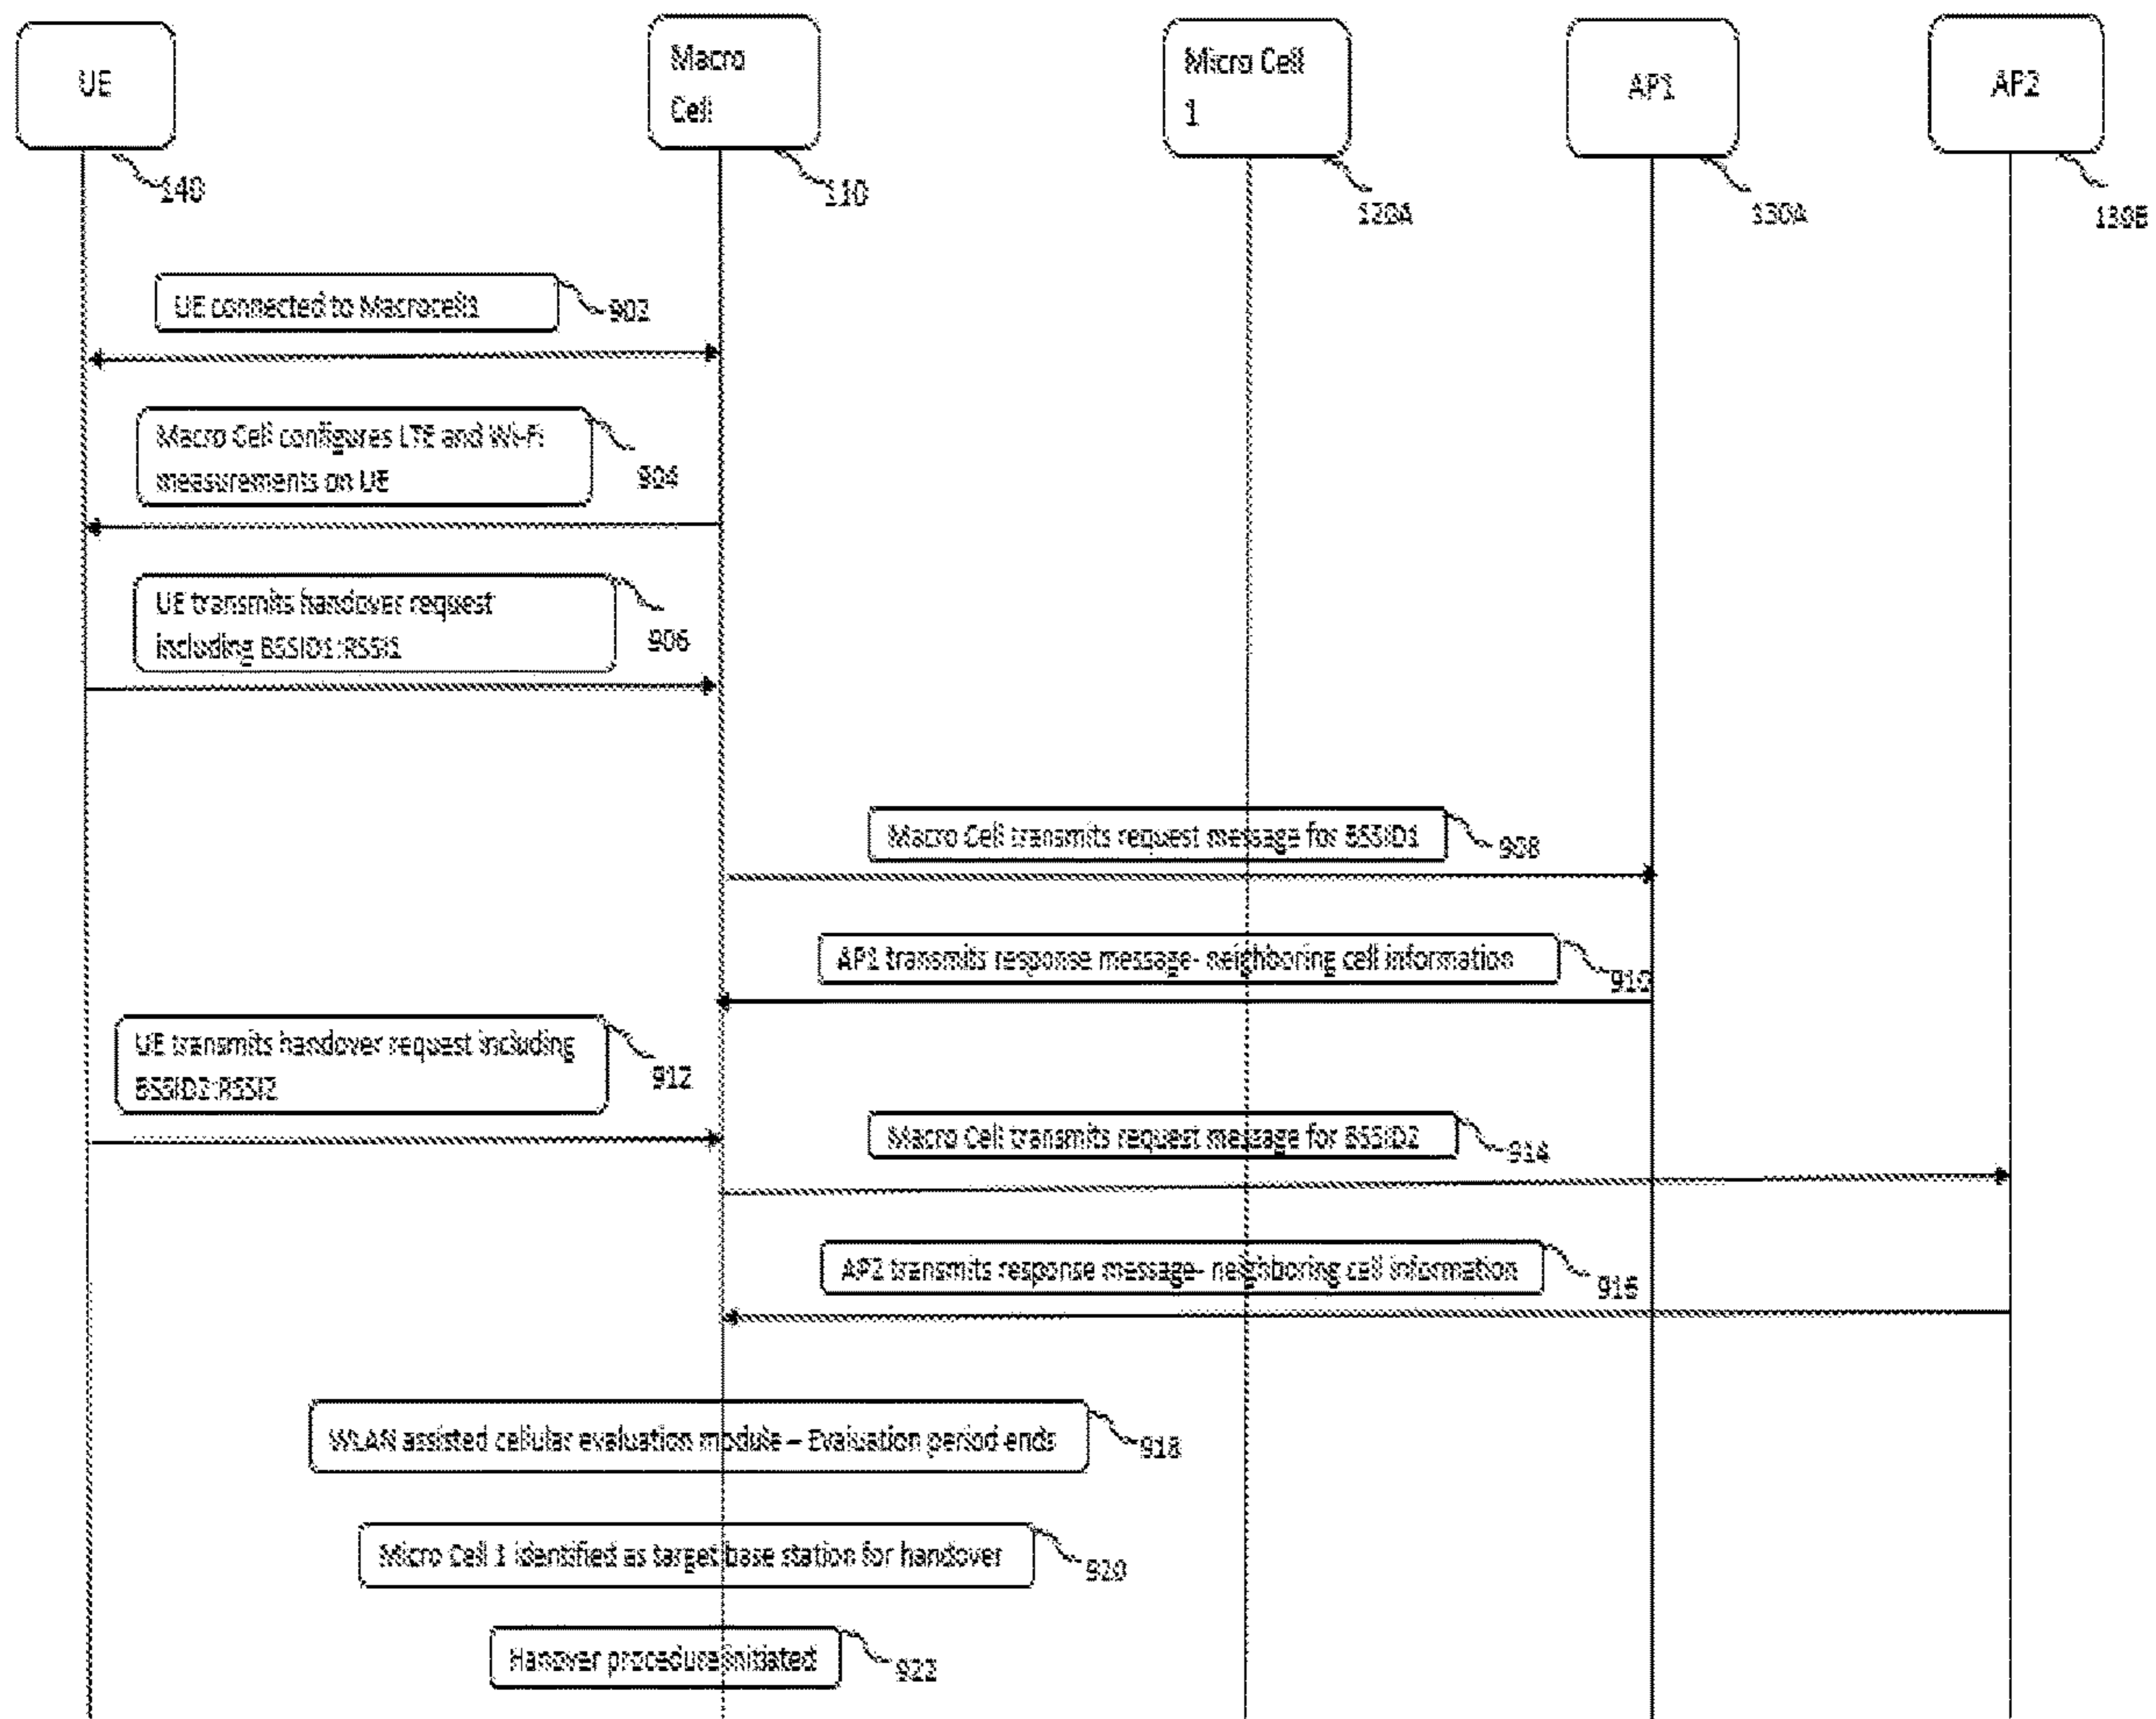 UE
Macro
Cell
Micro Cell
1
AP1
AP2
140
110
120A
130A
130B
UE connected to Macrocell1
902
Macro Cell configures LTE and Wi-Fi
measurements on UE
904
UE transmits handover request
including BSSID1:RSSI1
906
Macro Cell transmits request message for BSSID1
908
AP1 transmits response message- neighboring cell information
910
UE transmits handover request including
BSSID2:RSSI2
912
Macro Cell transmits request message for BSSID2
914
AP2 transmits response message- neighboring cell information
916
WLAN assisted cellular evaluation module – Evaluation period ends
918
Micro Cell 1 identified as target base station for handover
920
Hanover procedure initiated
922